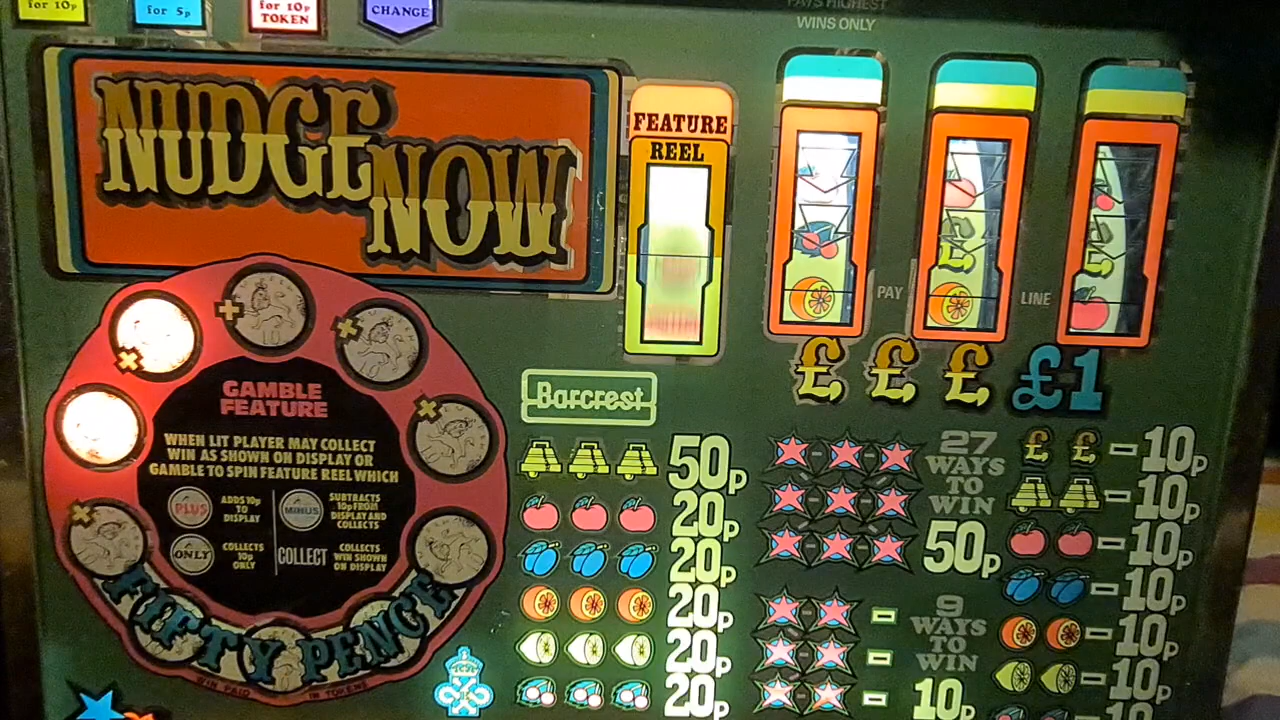 for 10p
for 5p
for 10p
TOKEN
CHANGE
PAYS HIGHEST
WINS ONLY
NUDGE
NOW
FEATURE
REEL
PAY
LINE
£ £ £ £1
GAMBLE
FEATURE
WHEN LIT PLAYER MAY COLLECT
WIN AS SHOWN ON DISPLAY OR
GAMBLE TO SPIN FEATURE REEL WHICH
PLUS
ADDS 10p
TO
DISPLAY
MINUS
SUBTRACTS
10p FROM
DISPLAY AND
COLLECTS
ONLY
COLLECTS
10p
ONLY
COLLECT
COLLECTS
WIN SHOWN
ON DISPLAY
FIFTY PENCE
WIN PAID IN TOKENS
Barcrest
50p
20p
20p
20p
20p
20p
27
WAYS
TO
WIN
50p
9
WAYS
TO
WIN
10p
£ £ - 10p
- 10p
- 10p
- 10p
- 10p
- 10p